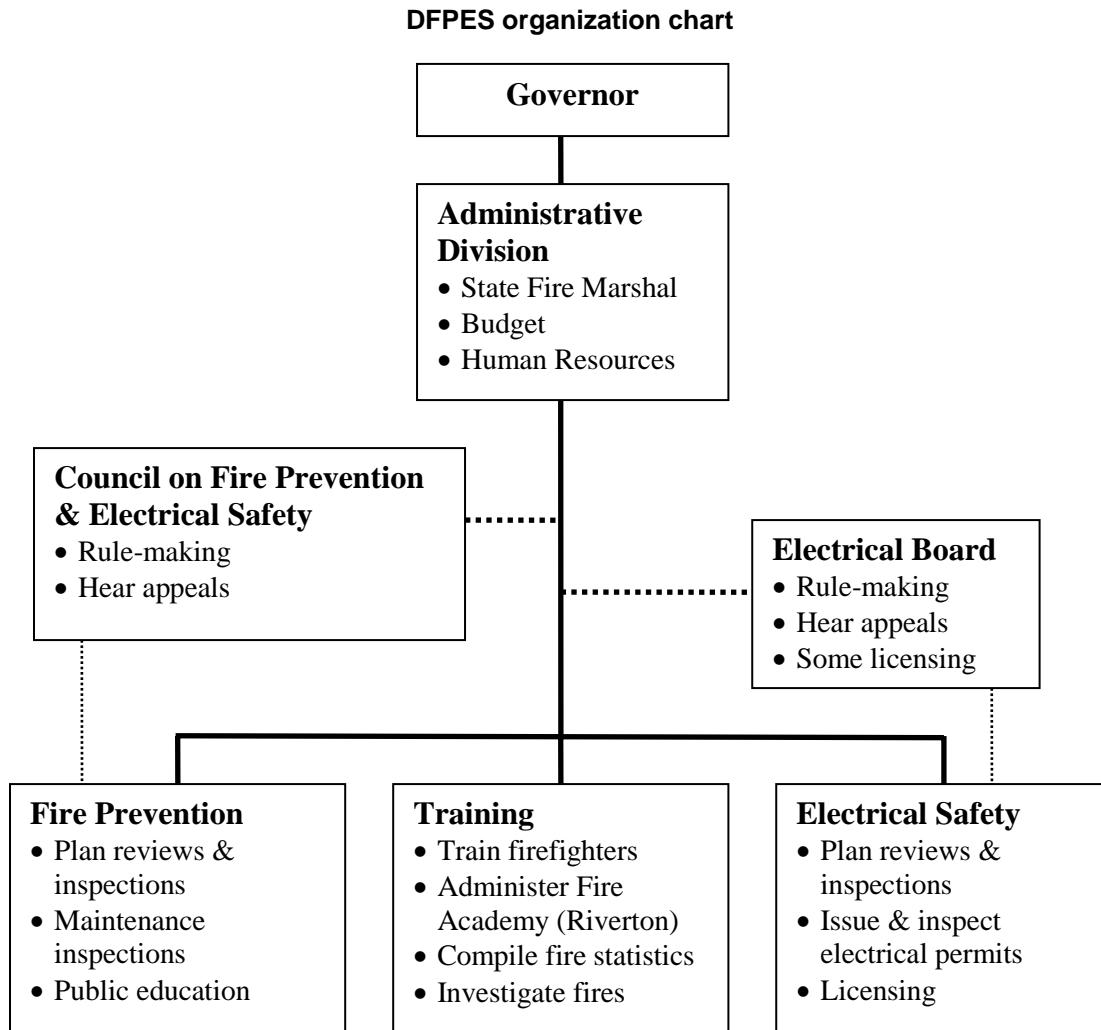 DFPES organization chart
Governor
Administrative
Division
• State Fire Marshal
• Budget
• Human Resources
Council on Fire Prevention
& Electrical Safety
• Rule-making
• Hear appeals
Electrical Board
• Rule-making
• Hear appeals
• Some licensing
Fire Prevention
• Plan reviews &
inspections
• Maintenance
inspections
• Public education
Training
• Train firefighters
• Administer Fire
Academy (Riverton)
• Compile fire statistics
• Investigate fires
Electrical Safety
• Plan reviews &
inspections
• Issue & inspect
electrical permits
• Licensing